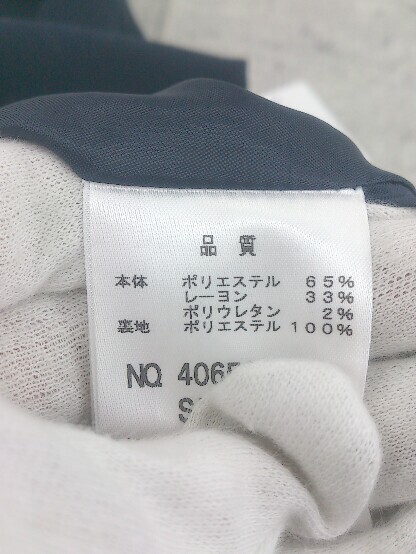 品質
本体 ポリエステル 65%
レーヨン 33%
ポリウレタン 2%
裏地 ポリエステル 100%
NO.